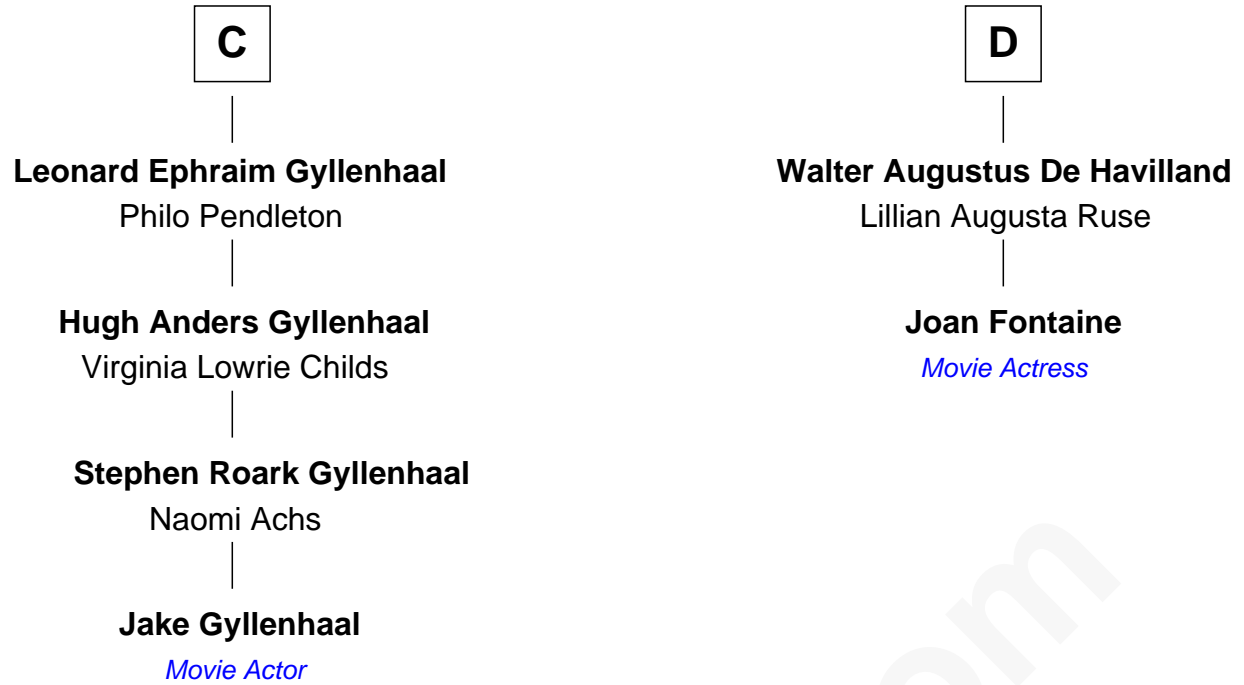 C
Leonard Ephraim Gyllenhaal
Philo Pendleton
Hugh Anders Gyllenhaal
Virginia Lowrie Childs
Stephen Roark Gyllenhaal
Naomi Achs
Jake Gyllenhaal
Movie Actor
D
Walter Augustus De Havilland
Lillian Augusta Ruse
Joan Fontaine
Movie Actress
om